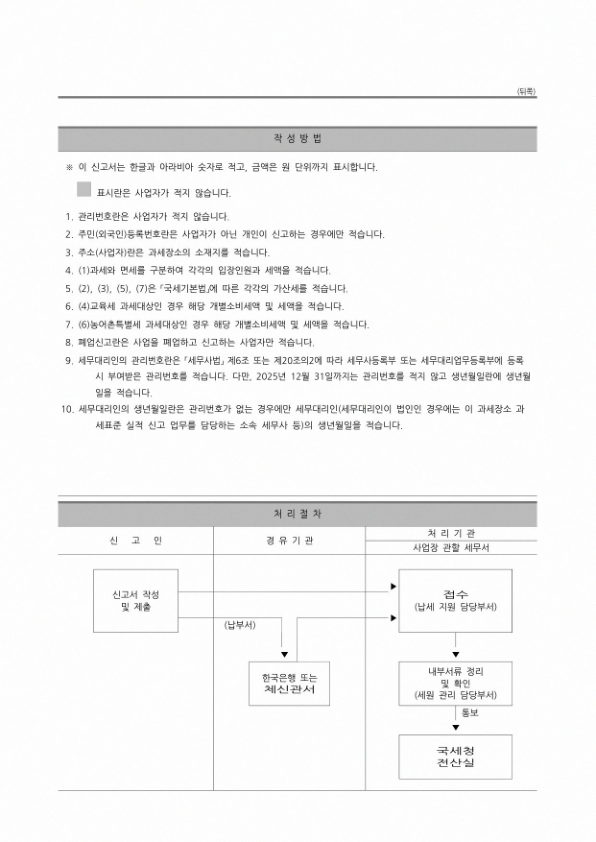 (뒤쪽)
작 성 방 법
※ 이 신고서는 한글과 아라비아 숫자로 적고, 금액은 원 단위까지 표시합니다.
표시란은 사업자가 적지 않습니다.
1. 관리번호란은 사업자가 적지 않습니다.
2. 주민(외국인)등록번호란은 사업자가 아닌 개인이 신고하는 경우에만 적습니다.
3. 주소(사업자)란은 과세장소의 소재지를 적습니다.
4. (1)과세와 면세를 구분하여 각각의 입장인원과 세액을 적습니다.
5. (2), (3), (5), (7)은 「국세기본법」에 따른 각각의 가산세를 적습니다.
6. (4)교육세 과세대상인 경우 해당 개별소비세액 및 세액을 적습니다.
7. (6)농어촌특별세 과세대상인 경우 해당 개별소비세액 및 세액을 적습니다.
8. 폐업신고란은 사업을 폐업하고 신고하는 사업자만 적습니다.
9. 세무대리인의 관리번호란은 「세무사법」 제6조 또는 제20조의2에 따라 세무사등록부 또는 세무대리업무등록부에 등록
시 부여받은 관리번호를 적습니다. 다만, 2025년 12월 31일까지는 관리번호를 적지 않고 생년월일란에 생년월
일을 적습니다.
10. 세무대리인의 생년월일란은 관리번호가 없는 경우에만 세무대리인(세무대리인이 법인인 경우에는 이 과세장소 과
세표준 실적 신고 업무를 담당하는 소속 세무사 등)의 생년월일을 적습니다.
처 리 절 차
신 고 인
경 유 기 관
처 리 기 관
사업장 관할 세무서
신고서 작성
및 제출
접수
(납세 지원 담당부서)
(납부서)
한국은행 또는
체신관서
내부서류 정리
및 확인
(세원 관리 담당부서)
통보
국세청
전산실